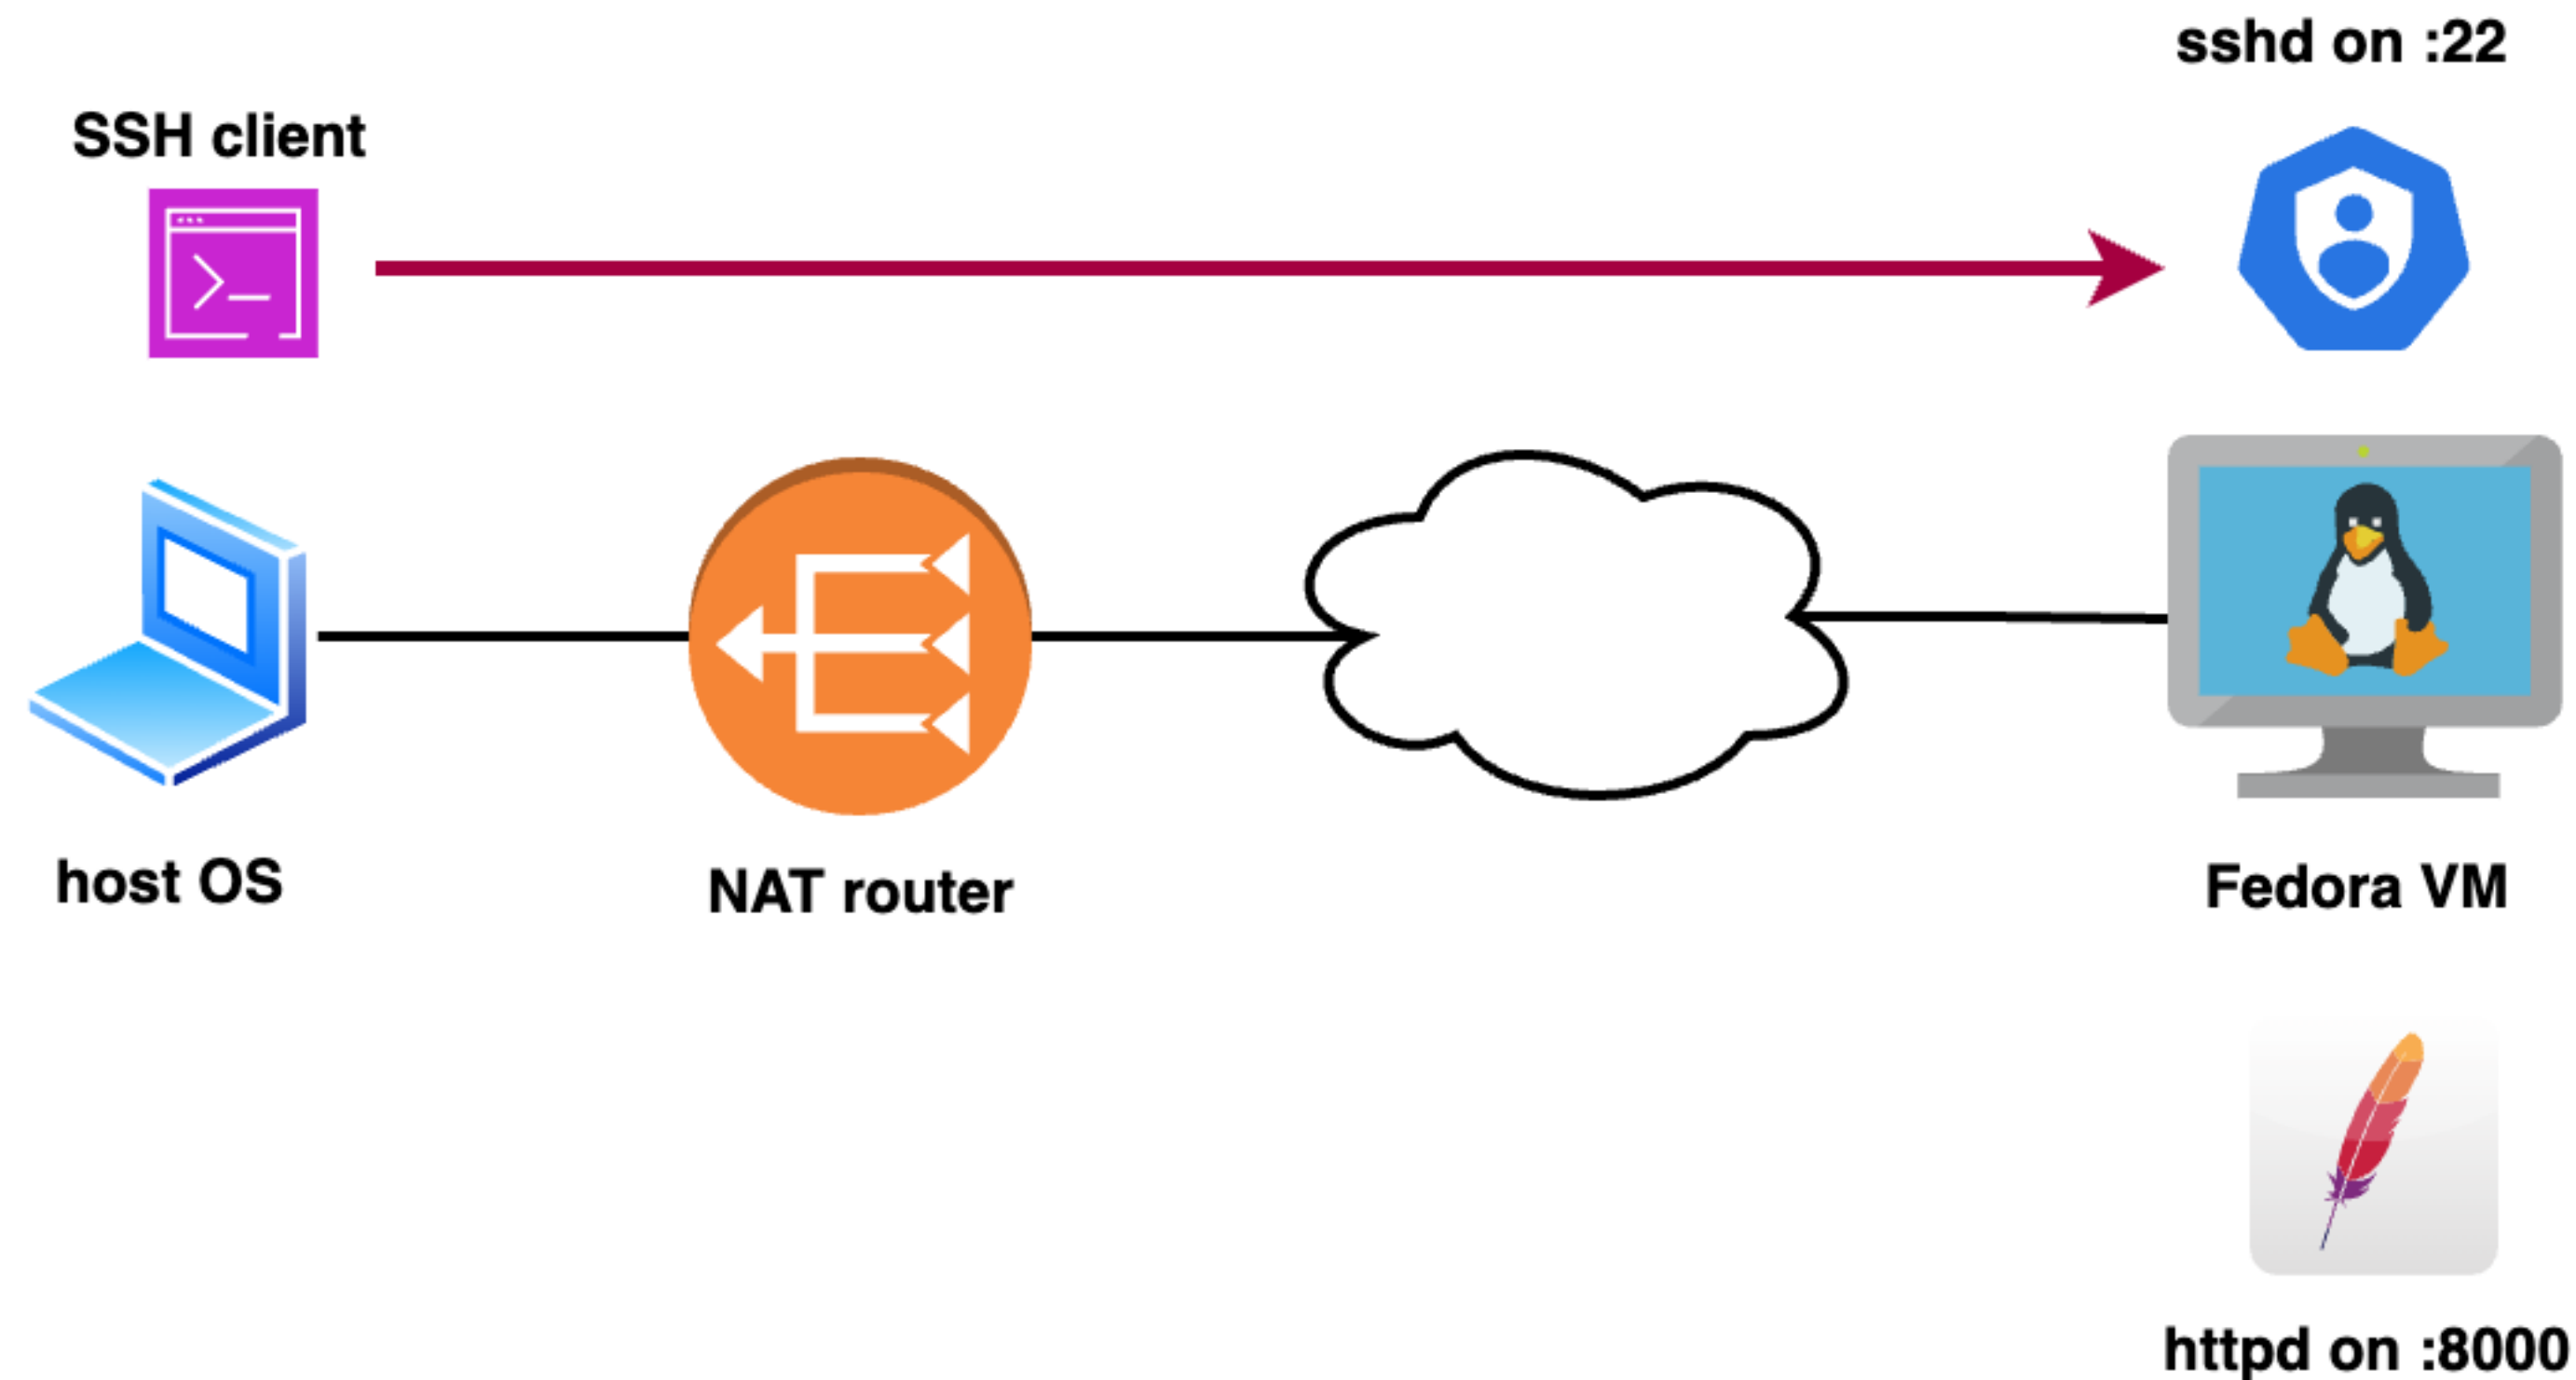 sshd on :22
SSH client
host OS
NAT router
Fedora VM
httpd on :8000